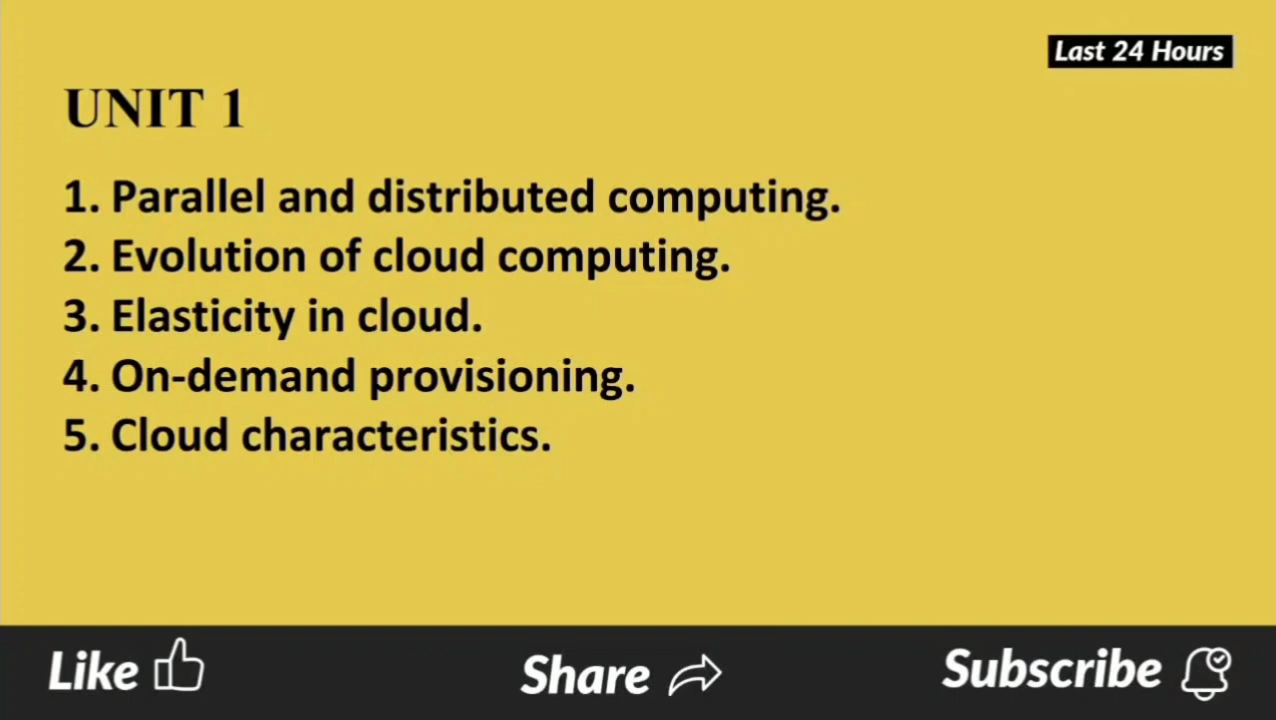 Last 24 Hours
UNIT 1
1. Parallel and distributed computing.
2. Evolution of cloud computing.
3. Elasticity in cloud.
4. On-demand provisioning.
5. Cloud characteristics.
Like
Share
Subscribe